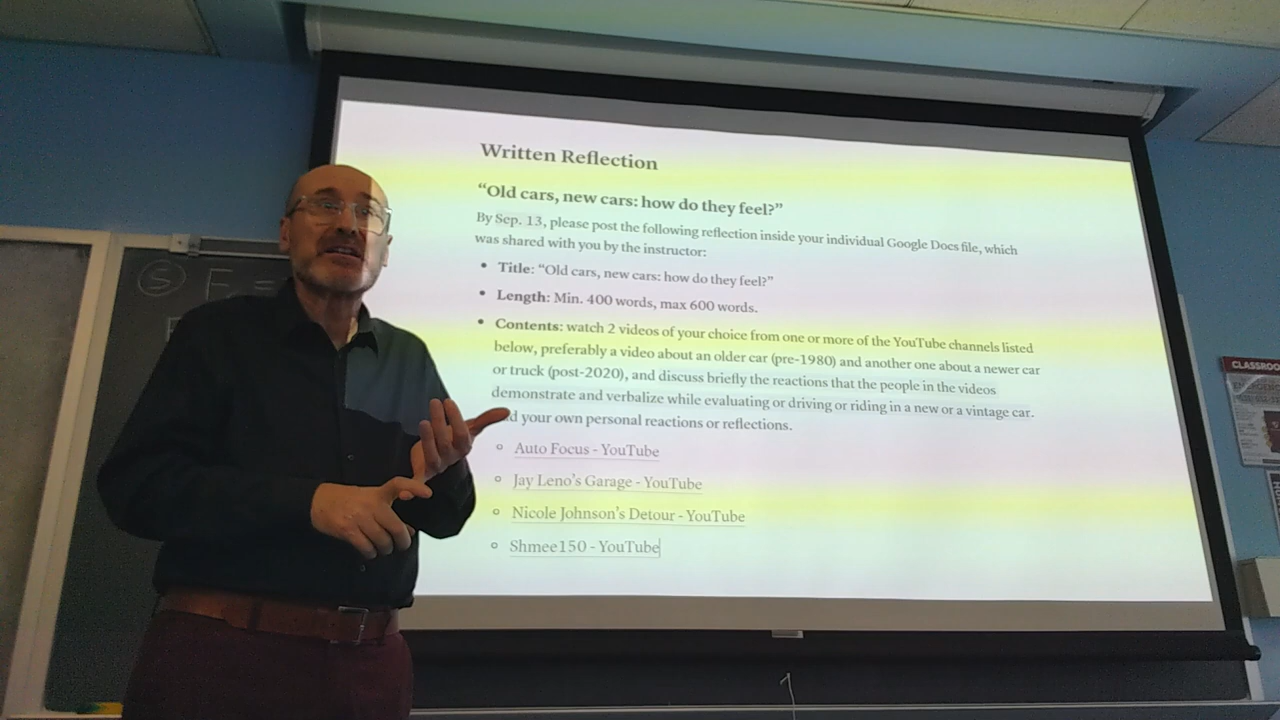 Written Reflection
“Old cars, new cars: how do they feel?”
By Sep. 13, please post the following reflection inside your individual Google Docs file, which
was shared with you by the instructor:
• Title: “Old cars, new cars: how do they feel?”
• Length: Min. 400 words, max 600 words.
• Contents: watch 2 videos of your choice from one or more of the YouTube channels listed
below, preferably a video about an older car (pre-1980) and another one about a newer car
or truck (post-2020), and discuss briefly the reactions that the people in the videos
demonstrate and verbalize while evaluating or driving or riding in a new or a vintage car.
your own personal reactions or reflections.
◦ Auto Focus - YouTube
◦ Jay Leno’s Garage - YouTube
◦ Nicole Johnson’s Detour - YouTube
◦ Shmee150 - YouTube
S F
CLASSROO